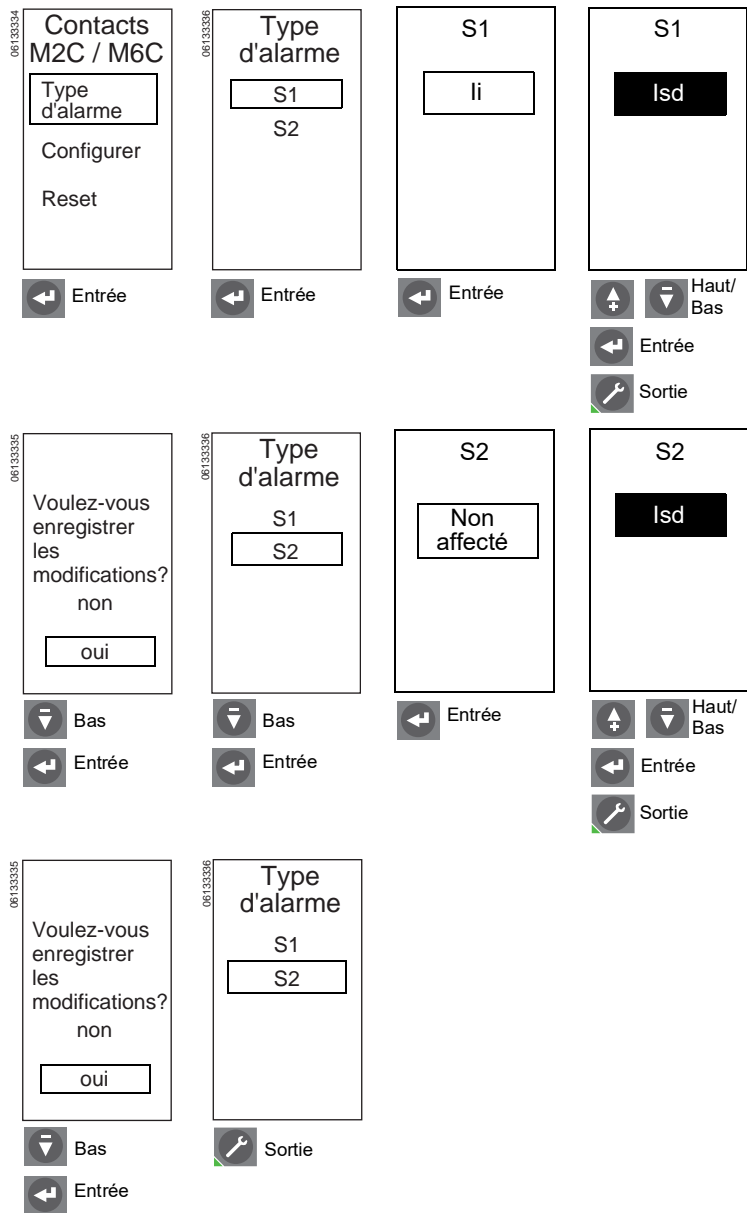 06133334
Contacts
M2C / M6C
Type
d'alarme
Configurer
Reset
Entrée
06133336
Type
d'alarme
S1
S2
Entrée
S1
Ii
Entrée
S1
Isd
Haut/
Bas
Entrée
Sortie
06133335
Voulez-vous
enregistrer
les
modifications?
non
oui
Bas
Entrée
06133336
Type
d'alarme
S1
S2
Bas
Entrée
S2
Non
affecté
Entrée
S2
Isd
Haut/
Bas
Entrée
Sortie
06133335
Voulez-vous
enregistrer
les
modifications?
non
oui
Bas
Entrée
06133336
Type
d'alarme
S1
S2
Sortie